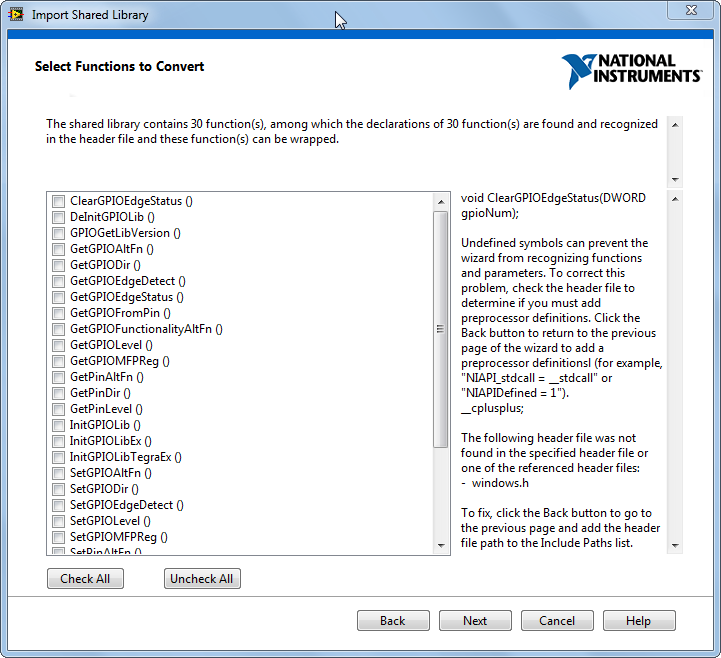 Import Shared Library
Select Functions to Convert
NATIONAL
INSTRUMENTS
The shared library contains 30 function(s), among which the declarations of 30 function(s) are found and recognized
in the header file and these function(s) can be wrapped.
ClearGPIOEdgeStatus ()
DeInitGPIOLib ()
GPIOGetLibVersion ()
GetGPIOAltFn ()
GetGPIODir ()
GetGPIOEdgeDetect ()
GetGPIOEdgeStatus ()
GetGPIOFromPin ()
GetGPIOFunctionalityAltFn ()
GetGPIOLevel ()
GetGPIOMFPReg ()
GetPinAltFn ()
GetPinDir ()
GetPinLevel ()
InitGPIOLib ()
InitGPIOLibEx ()
InitGPIOLibTegraEx ()
SetGPIOAltFn ()
SetGPIODir ()
SetGPIOEdgeDetect ()
SetGPIOLevel ()
SetGPIOMFPReg ()
SetPinAltFn ()
void ClearGPIOEdgeStatus(DWORD
gpioNum);
Undefined symbols can prevent the
wizard from recognizing functions
and parameters. To correct this
problem, check the header file to
determine if you must add
preprocessor definitions. Click the
Back button to return to the previous
page of the wizard to add a
preprocessor definitionsl (for example,
"NIAPI_stdcall = __stdcall" or
"NIAPIDefined = 1").
__cplusplus;
The following header file was not
found in the specified header file or
one of the referenced header files:
- windows.h
To fix, click the Back button to go to
the previous page and add the header
file path to the Include Paths list.
Check All
Uncheck All
Back
Next
Cancel
Help